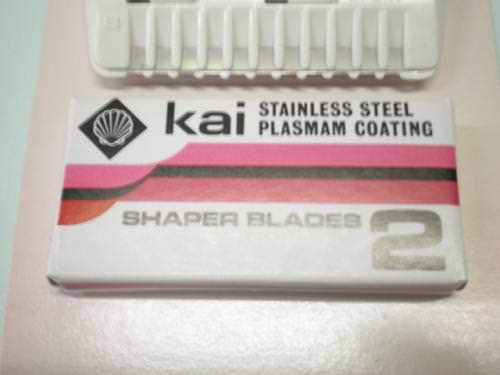 kai
STAINLESS STEEL
PLASMAM COATING
SHAPER BLADES 2